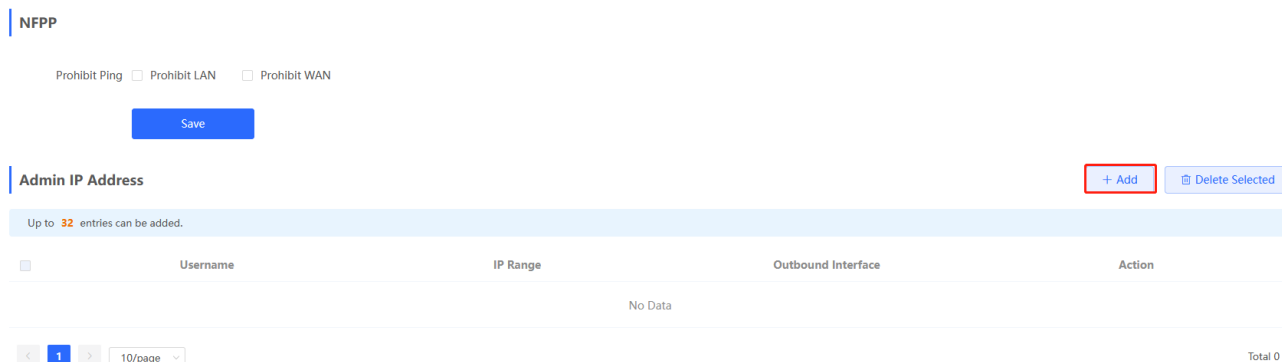 NFPP
Prohibit Ping Prohibit LAN Prohibit WAN
Save
Admin IP Address + Add Delete Selected
Up to 32 entries can be added.
Username IP Range Outbound Interface Action
No Data
< 1 > 10/page Total 0